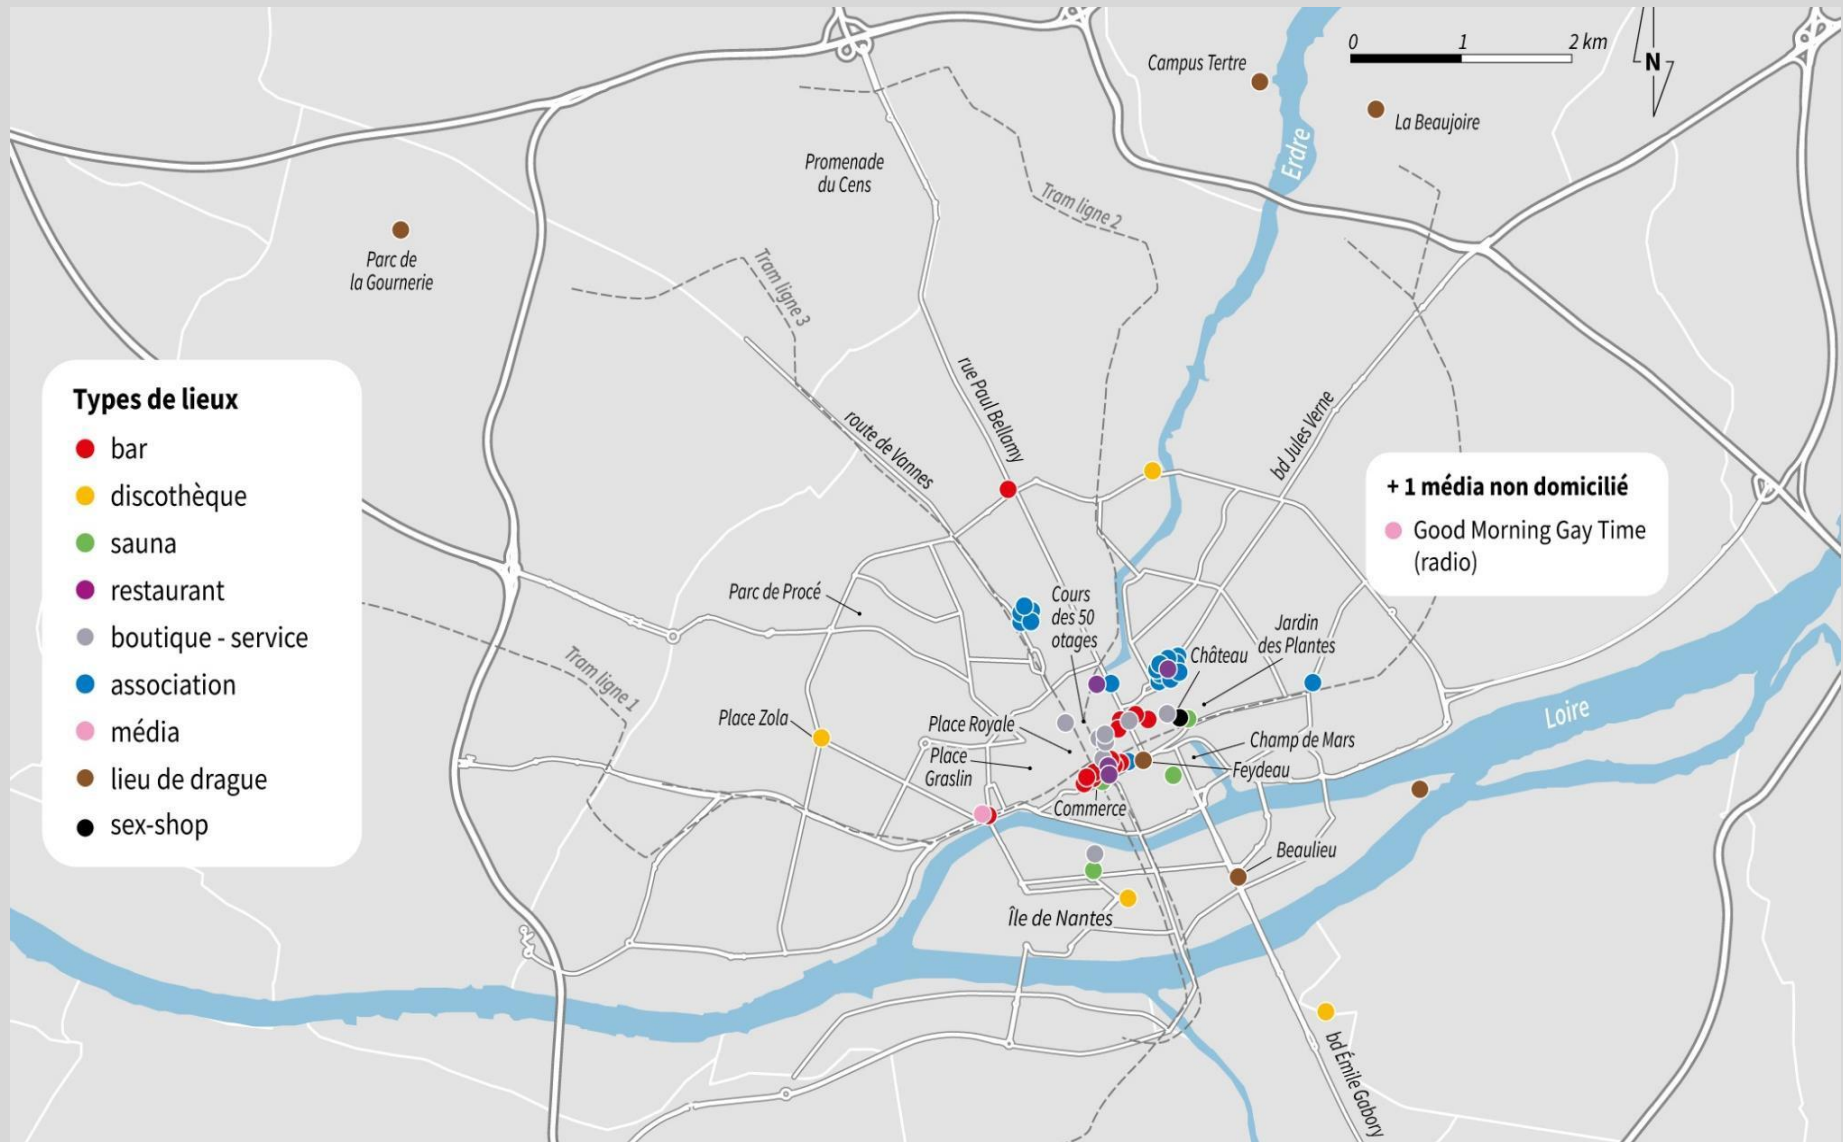 0 1 2 km
N
Campus Tertre
La Beaujoire
Erdre
Promenade
du Cens
Tram ligne 2
Parc de
la Gournerie
Tram ligne 3
rue Paul Bellamy
route de Vannes
bd Jules Verne
Types de lieux
bar
discothèque
sauna
restaurant
boutique - service
association
média
lieu de drague
sex-shop
+ 1 média non domicilié
Good Morning Gay Time
(radio)
Parc de Procé
Cours
des 50
otages
Jardin
des Plantes
Château
Tram ligne 1
Place Zola
Place Royale
Place
Graslin
Champ de Mars
Feydeau
Loire
Commerce
Beaulieu
Île de Nantes
bd Émile Gabory